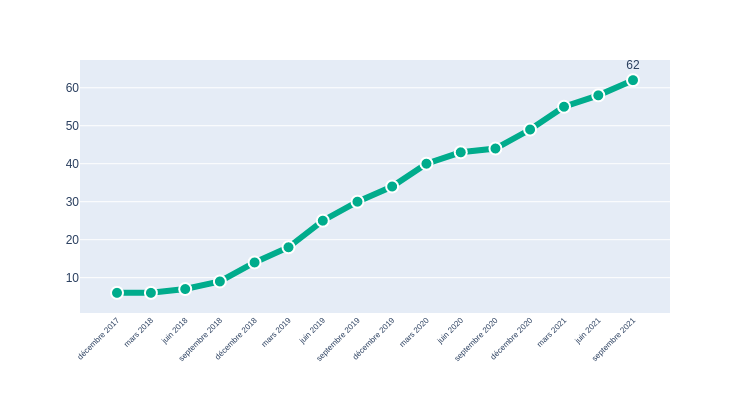 62
60
50
40
30
20
10
décembre 2017
mars 2018
juin 2018
septembre 2018
décembre 2018
mars 2019
juin 2019
septembre 2019
décembre 2019
mars 2020
juin 2020
septembre 2020
décembre 2020
mars 2021
juin 2021
septembre 2021